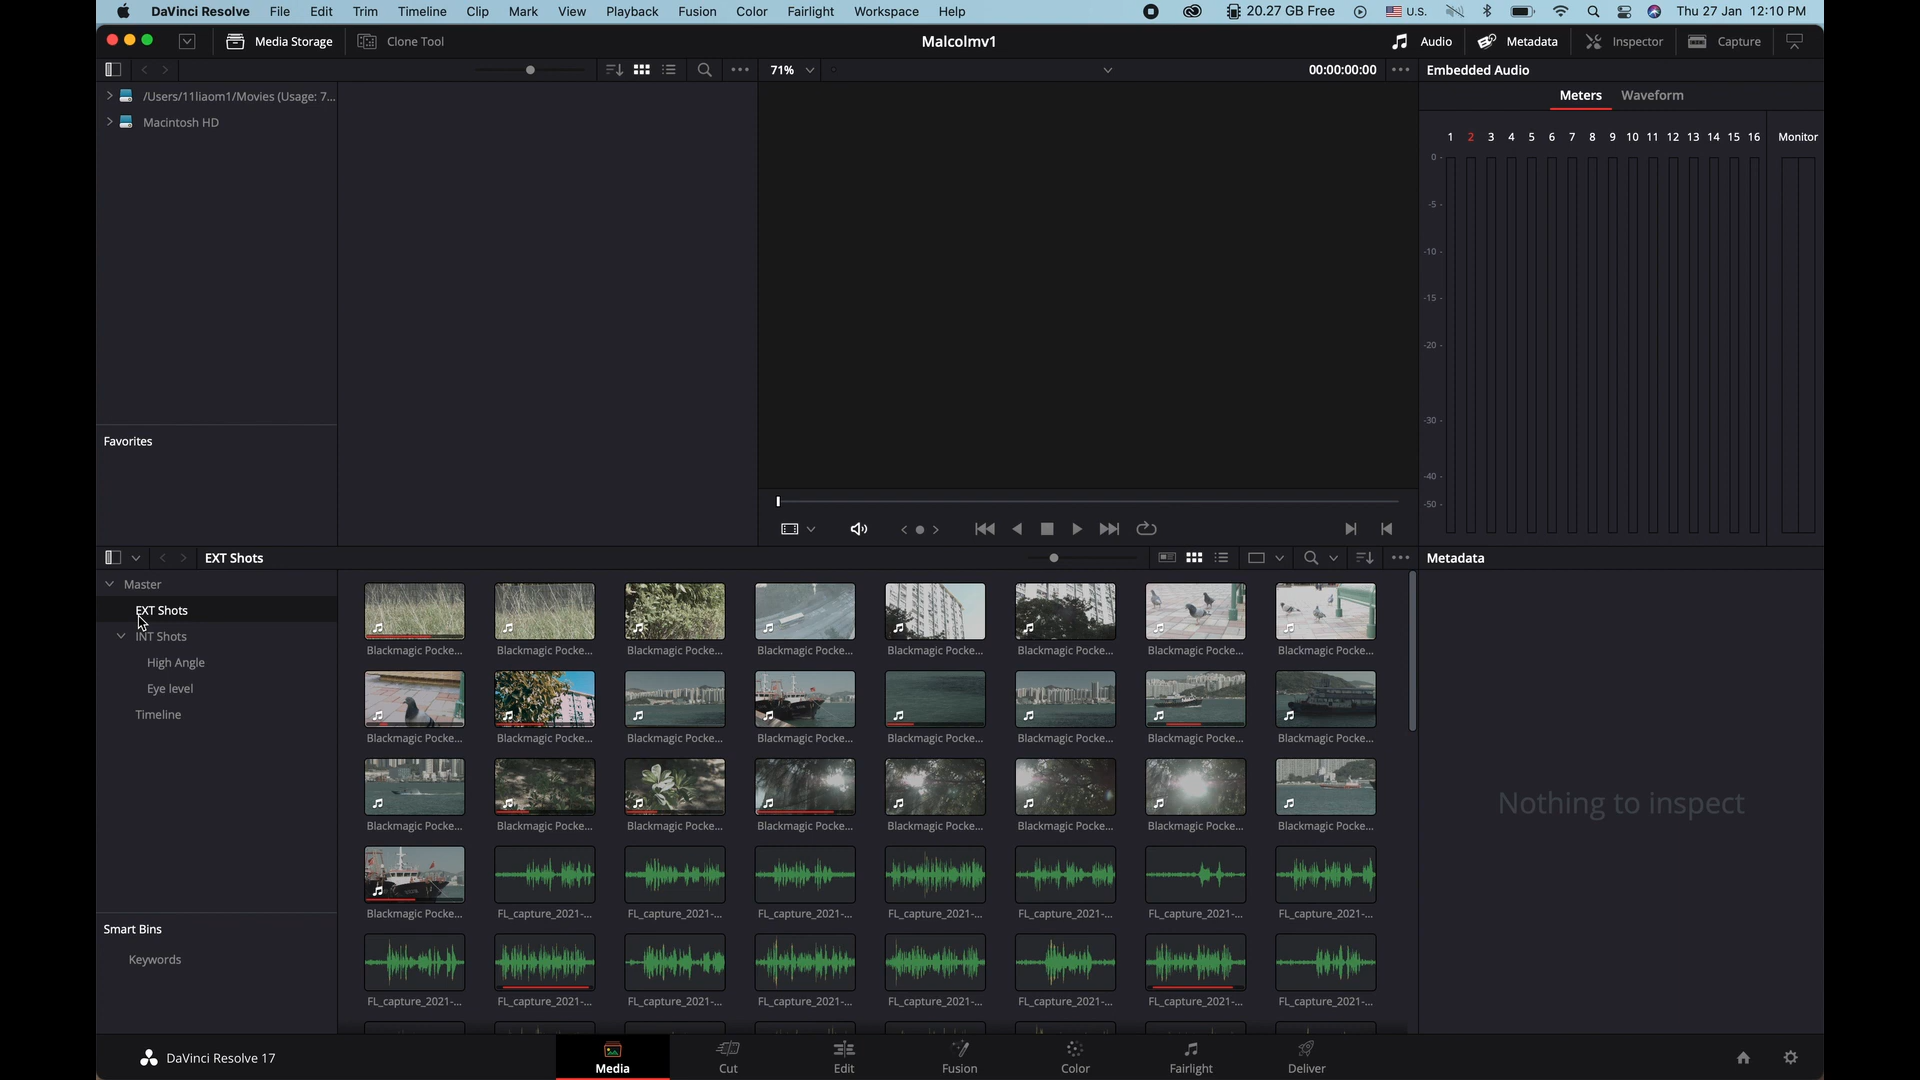 DaVinci Resolve File Edit Trim Timeline Clip Mark View Playback Fusion Color Fairlight Workspace Help 20.27 GB Free U.S. Thu 27 Jan 12:10 PM
Media Storage Clone Tool Malcolmv1 Audio Metadata Inspector Capture
71% 00:00:00:00 Embedded Audio
/Users/11liaom1/Movies (Usage: 7...
Macintosh HD
Meters Waveform
1 2 3 4 5 6 7 8 9 10 11 12 13 14 15 16 Monitor
0
-5
-10
-15
-20
-30
-40
-50
Favorites
EXT Shots Metadata
Master
EXT Shots
INT Shots
High Angle
Eye level
Timeline
Smart Bins
Keywords
Blackmagic Pocke... Blackmagic Pocke... Blackmagic Pocke... Blackmagic Pocke... Blackmagic Pocke... Blackmagic Pocke... Blackmagic Pocke... Blackmagic Pocke...
Blackmagic Pocke... Blackmagic Pocke... Blackmagic Pocke... Blackmagic Pocke... Blackmagic Pocke... Blackmagic Pocke... Blackmagic Pocke... Blackmagic Pocke...
Blackmagic Pocke... Blackmagic Pocke... Blackmagic Pocke... Blackmagic Pocke... Blackmagic Pocke... Blackmagic Pocke... Blackmagic Pocke... Blackmagic Pocke...
Blackmagic Pocke... FL_capture_2021-... FL_capture_2021-... FL_capture_2021-... FL_capture_2021-... FL_capture_2021-... FL_capture_2021-... FL_capture_2021-...
FL_capture_2021-... FL_capture_2021-... FL_capture_2021-... FL_capture_2021-... FL_capture_2021-... FL_capture_2021-... FL_capture_2021-... FL_capture_2021-...
Nothing to inspect
DaVinci Resolve 17 Media Cut Edit Fusion Color Fairlight Deliver